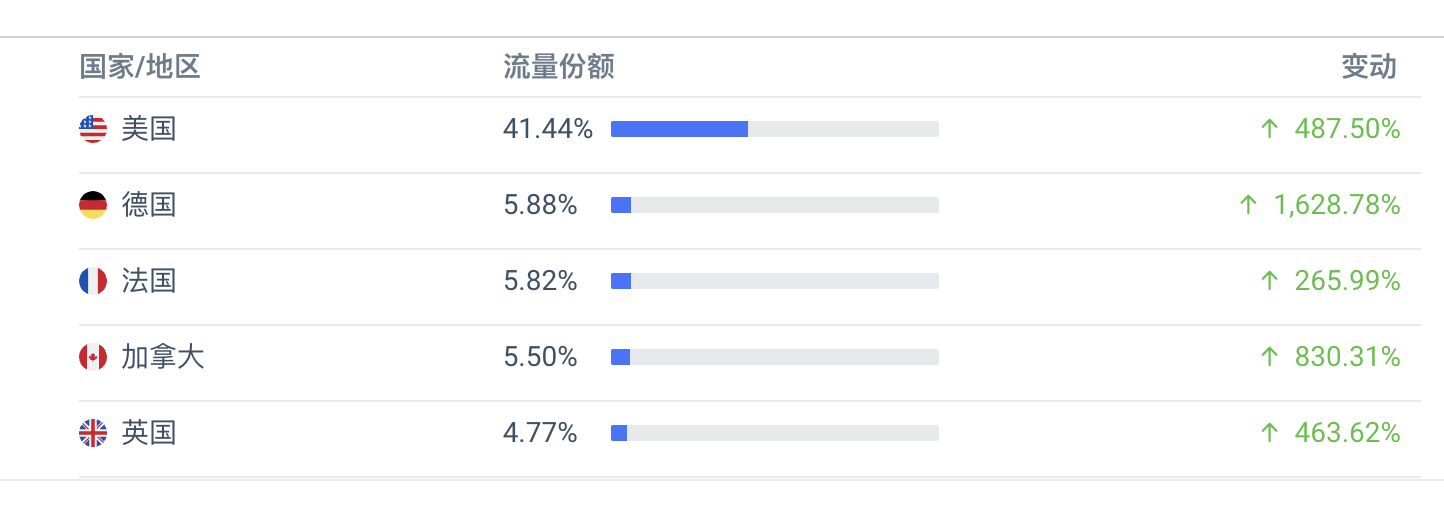 国家/地区 流量份额 变动
美国 41.44% ↑ 487.50%
德国 5.88% ↑ 1,628.78%
法国 5.82% ↑ 265.99%
加拿大 5.50% ↑ 830.31%
英国 4.77% ↑ 463.62%